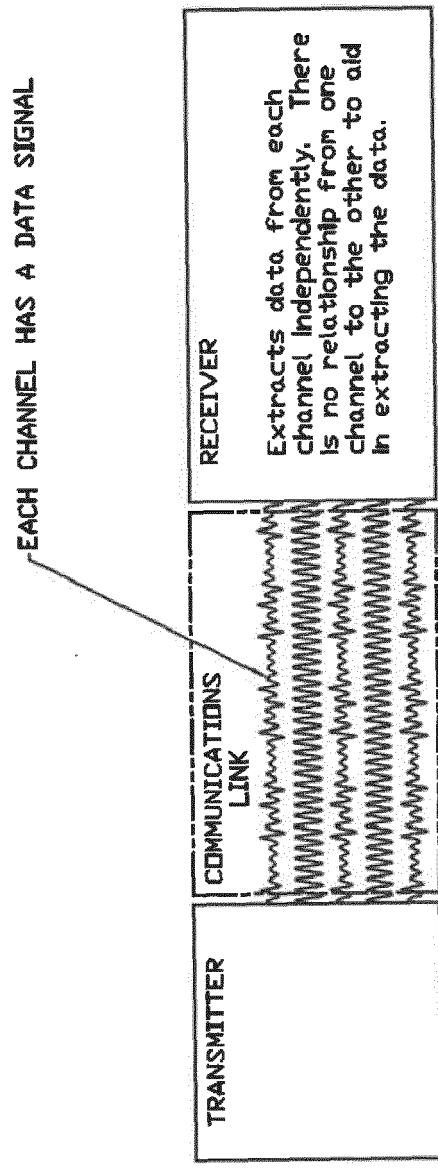 EACH CHANNEL HAS A DATA SIGNAL
TRANSMITTER
COMMUNICATIONS
LINK
RECEIVER
Extracts data from each
channel independently. There
is no relationship from one
channel to the other to aid
in extracting the data.